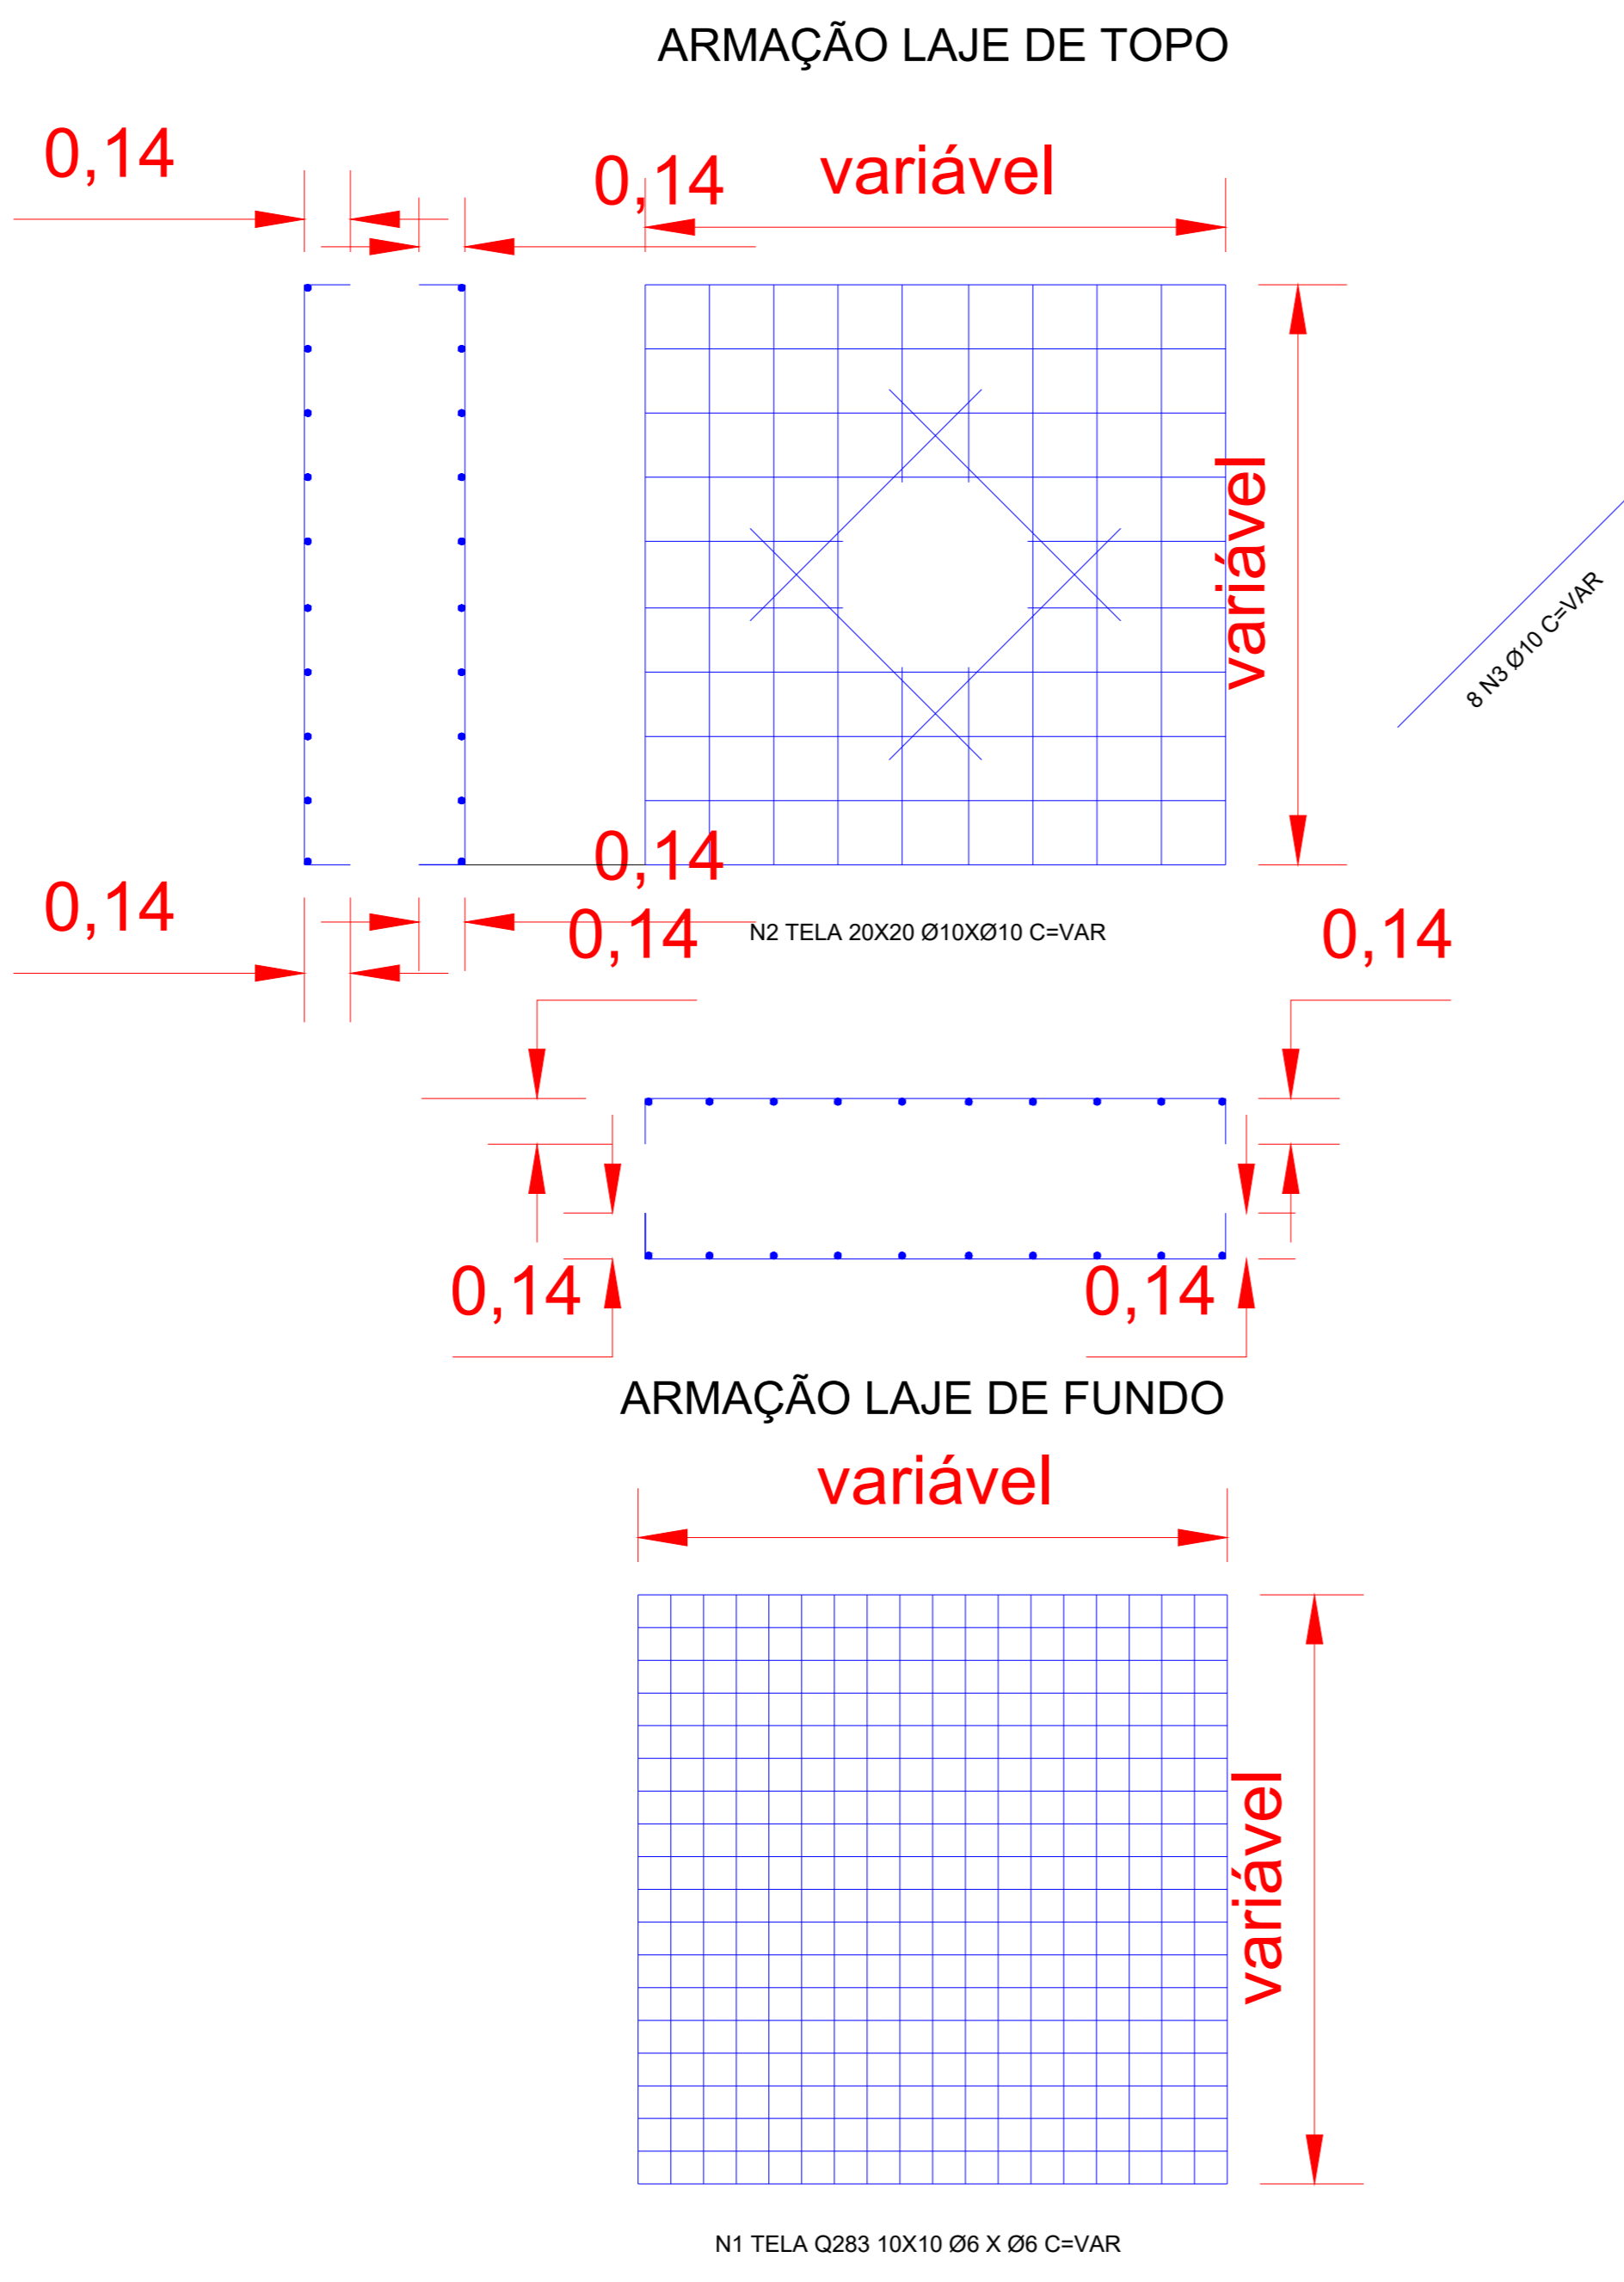 ARMAÇÃO LAJE DE TOPO
0,14
0,14
variável
variável
8 N3 Ø10 C=VAR
0,14
0,14
0,14
N2 TELA 20X20 Ø10XØ10 C=VAR
0,14
0,14
0,14
ARMAÇÃO LAJE DE FUNDO
variável
variável
N1 TELA Q283 10X10 Ø6 X Ø6 C=VAR